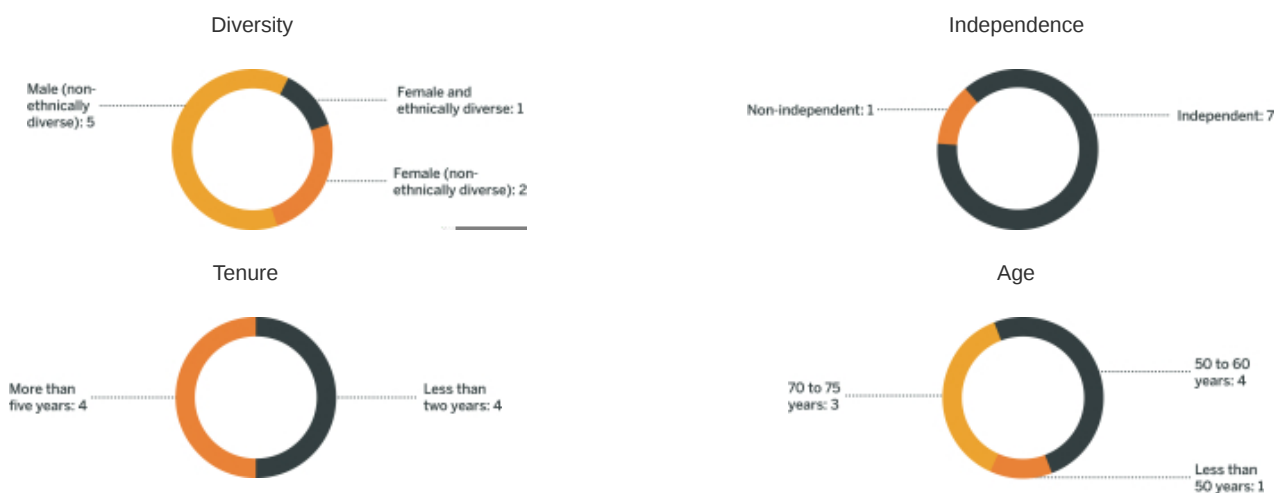 Diversity
Male (non-
ethnically
diverse): 5
Female and
ethnically diverse: 1
Female (non-
ethnically diverse): 2
Independence
Non-independent: 1
Independent: 7
Tenure
More than
five years: 4
Less than
two years: 4
Age
70 to 75
years: 3
50 to 60
years: 4
Less than
50 years: 1